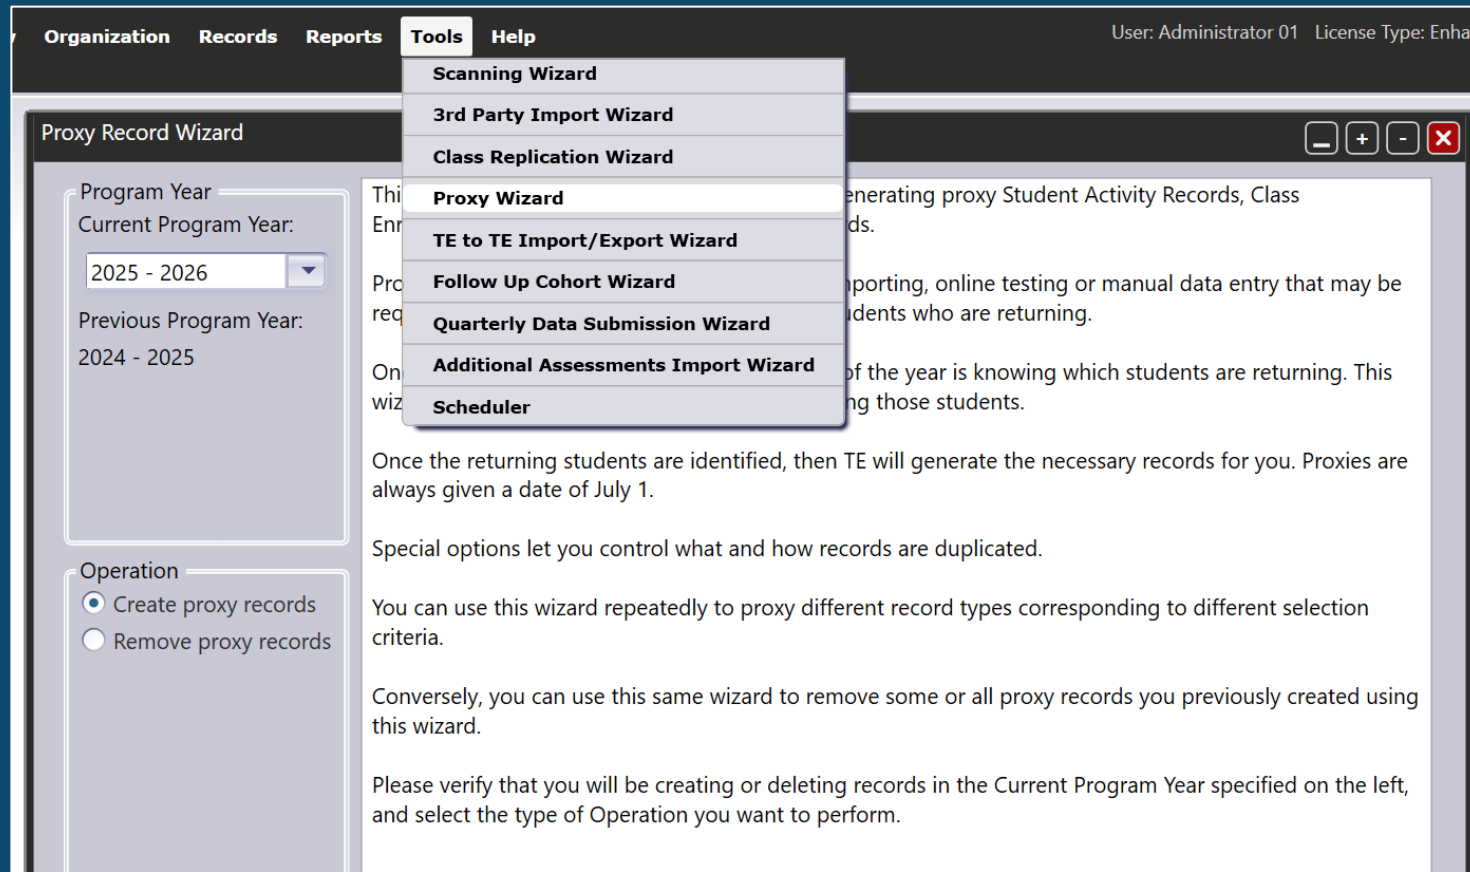 Organization Records Reports Tools Help
User: Administrator 01 License Type: Enha
Scanning Wizard
3rd Party Import Wizard
Class Replication Wizard
Proxy Wizard
TE to TE Import/Export Wizard
Follow Up Cohort Wizard
Quarterly Data Submission Wizard
Additional Assessments Import Wizard
Scheduler
Proxy Record Wizard
Program Year
Current Program Year:
2025 - 2026
Previous Program Year:
2024 - 2025
Operation
Create proxy records
Remove proxy records
Thi enerating proxy Student Activity Records, Class
Enr ds.
Pro porting, online testing or manual data entry that may be
req udents who are returning.
On of the year is knowing which students are returning. This
wiz ng those students.
Once the returning students are identified, then TE will generate the necessary records for you. Proxies are
always given a date of July 1.
Special options let you control what and how records are duplicated.
You can use this wizard repeatedly to proxy different record types corresponding to different selection
criteria.
Conversely, you can use this same wizard to remove some or all proxy records you previously created using
this wizard.
Please verify that you will be creating or deleting records in the Current Program Year specified on the left,
and select the type of Operation you want to perform.